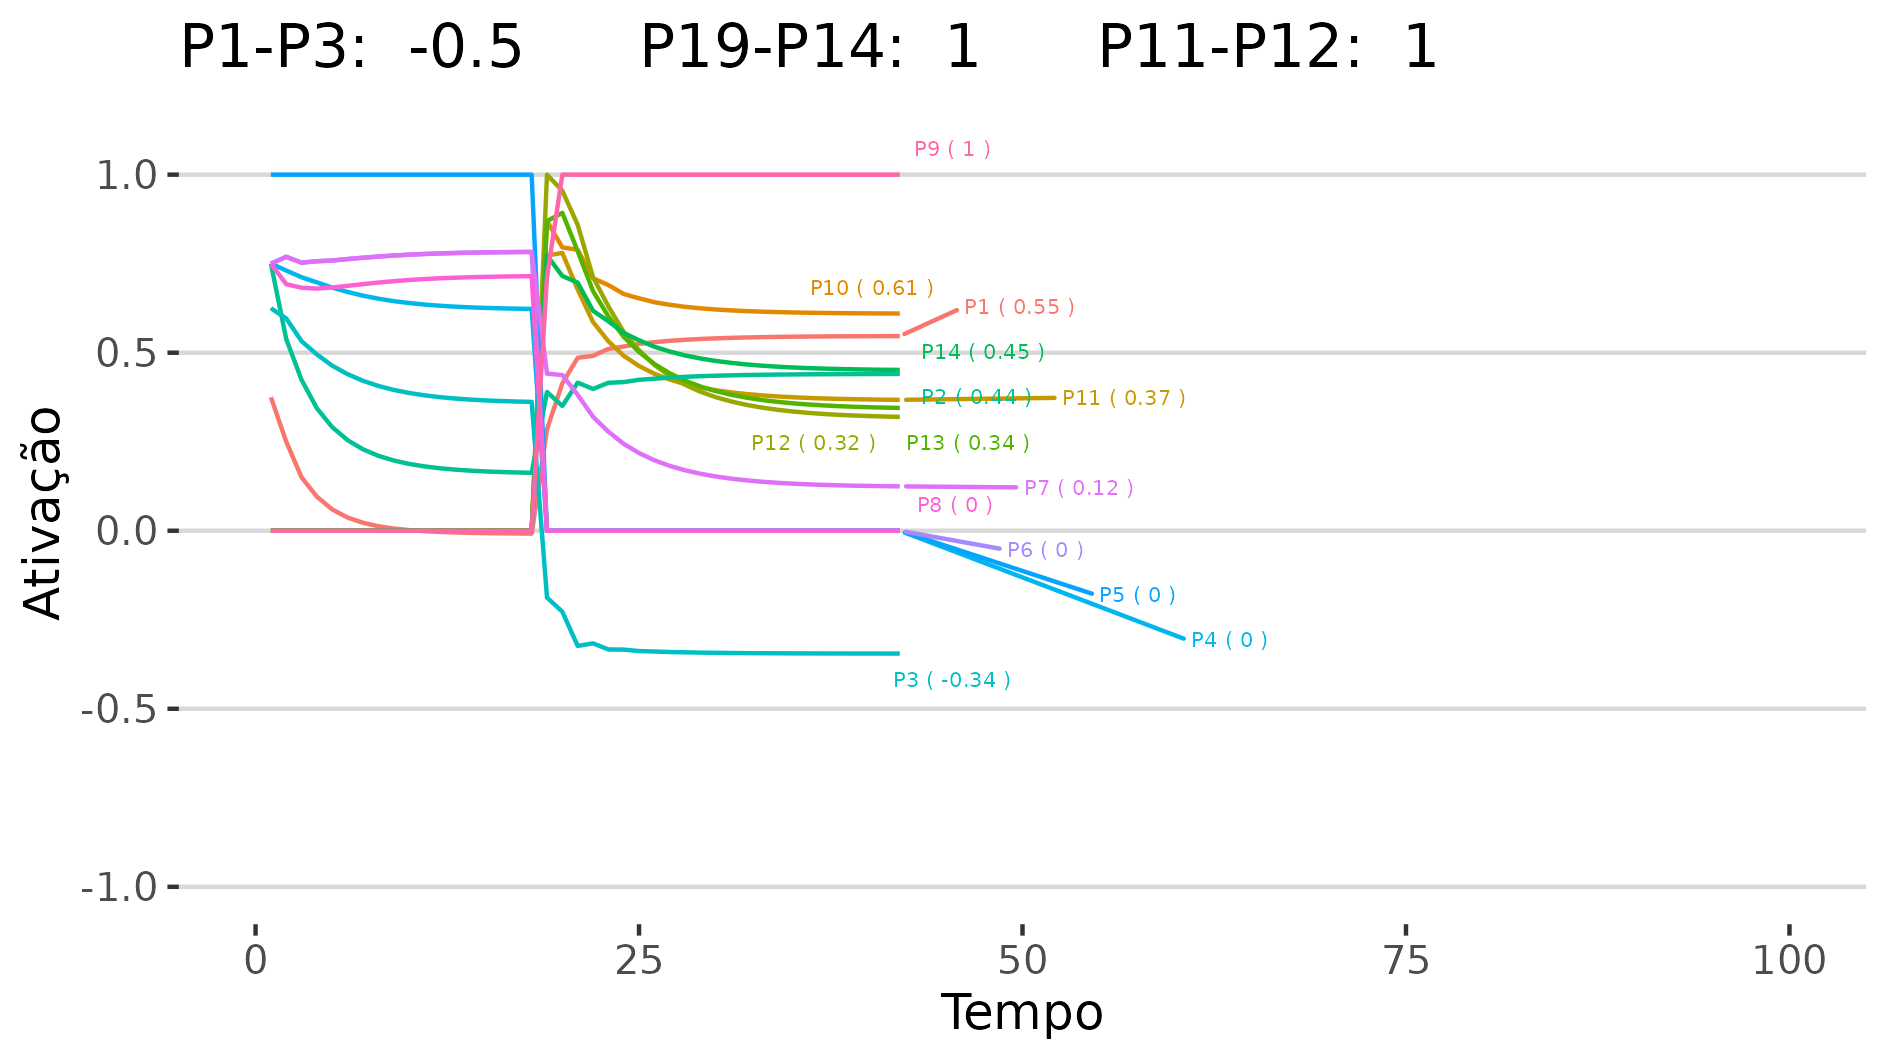 P1-P3:  -0.5      P19-P14:  1      P11-P12:  1
P9 ( 1 )
1.0
P10 ( 0.61 )
P1 ( 0.55 )
0.5
P14 ( 0.45 )
P2 ( 0.44 )
P11 ( 0.37 )
P12 ( 0.32 )
P13 ( 0.34 )
P7 ( 0.12 )
P8 ( 0 )
0.0
P6 ( 0 )
P5 ( 0 )
P4 ( 0 )
P3 ( -0.34 )
-0.5
-1.0
Ativação
0
25
50
75
100
Tempo